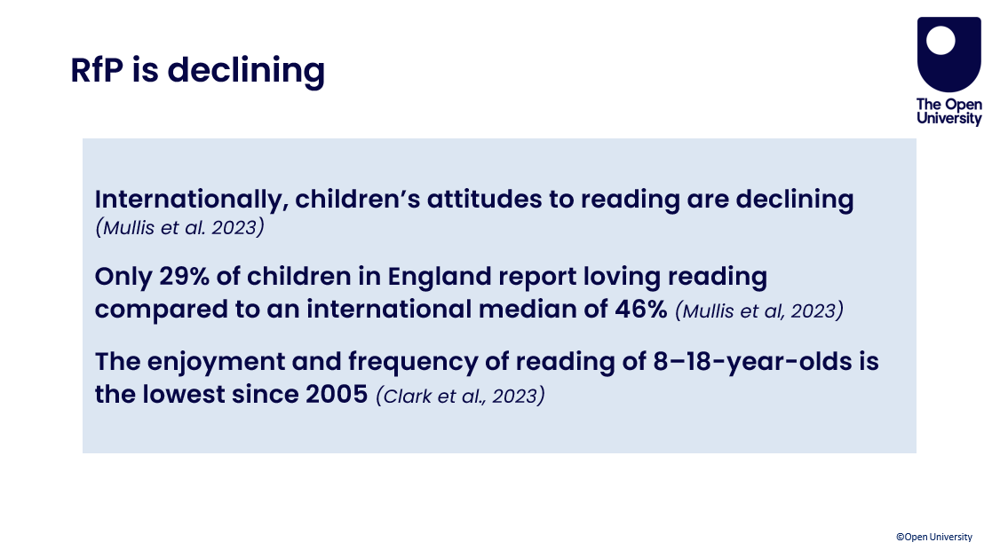 RfP is declining
The Open
University
Internationally, children’s attitudes to reading are declining
(Mullis et al. 2023)
Only 29% of children in England report loving reading
compared to an international median of 46% (Mullis et al, 2023)
The enjoyment and frequency of reading of 8–18-year-olds is
the lowest since 2005 (Clark et al., 2023)
©Open University